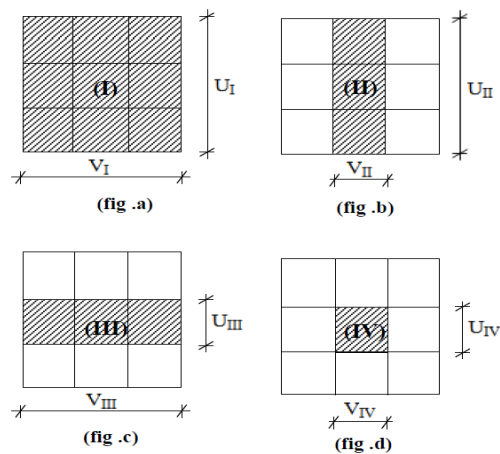 (I)
U_I
V_I
(fig .a)
(II)
U_II
V_II
(fig .b)
(III)
U_III
V_III
(fig .c)
(IV)
U_IV
V_IV
(fig .d)